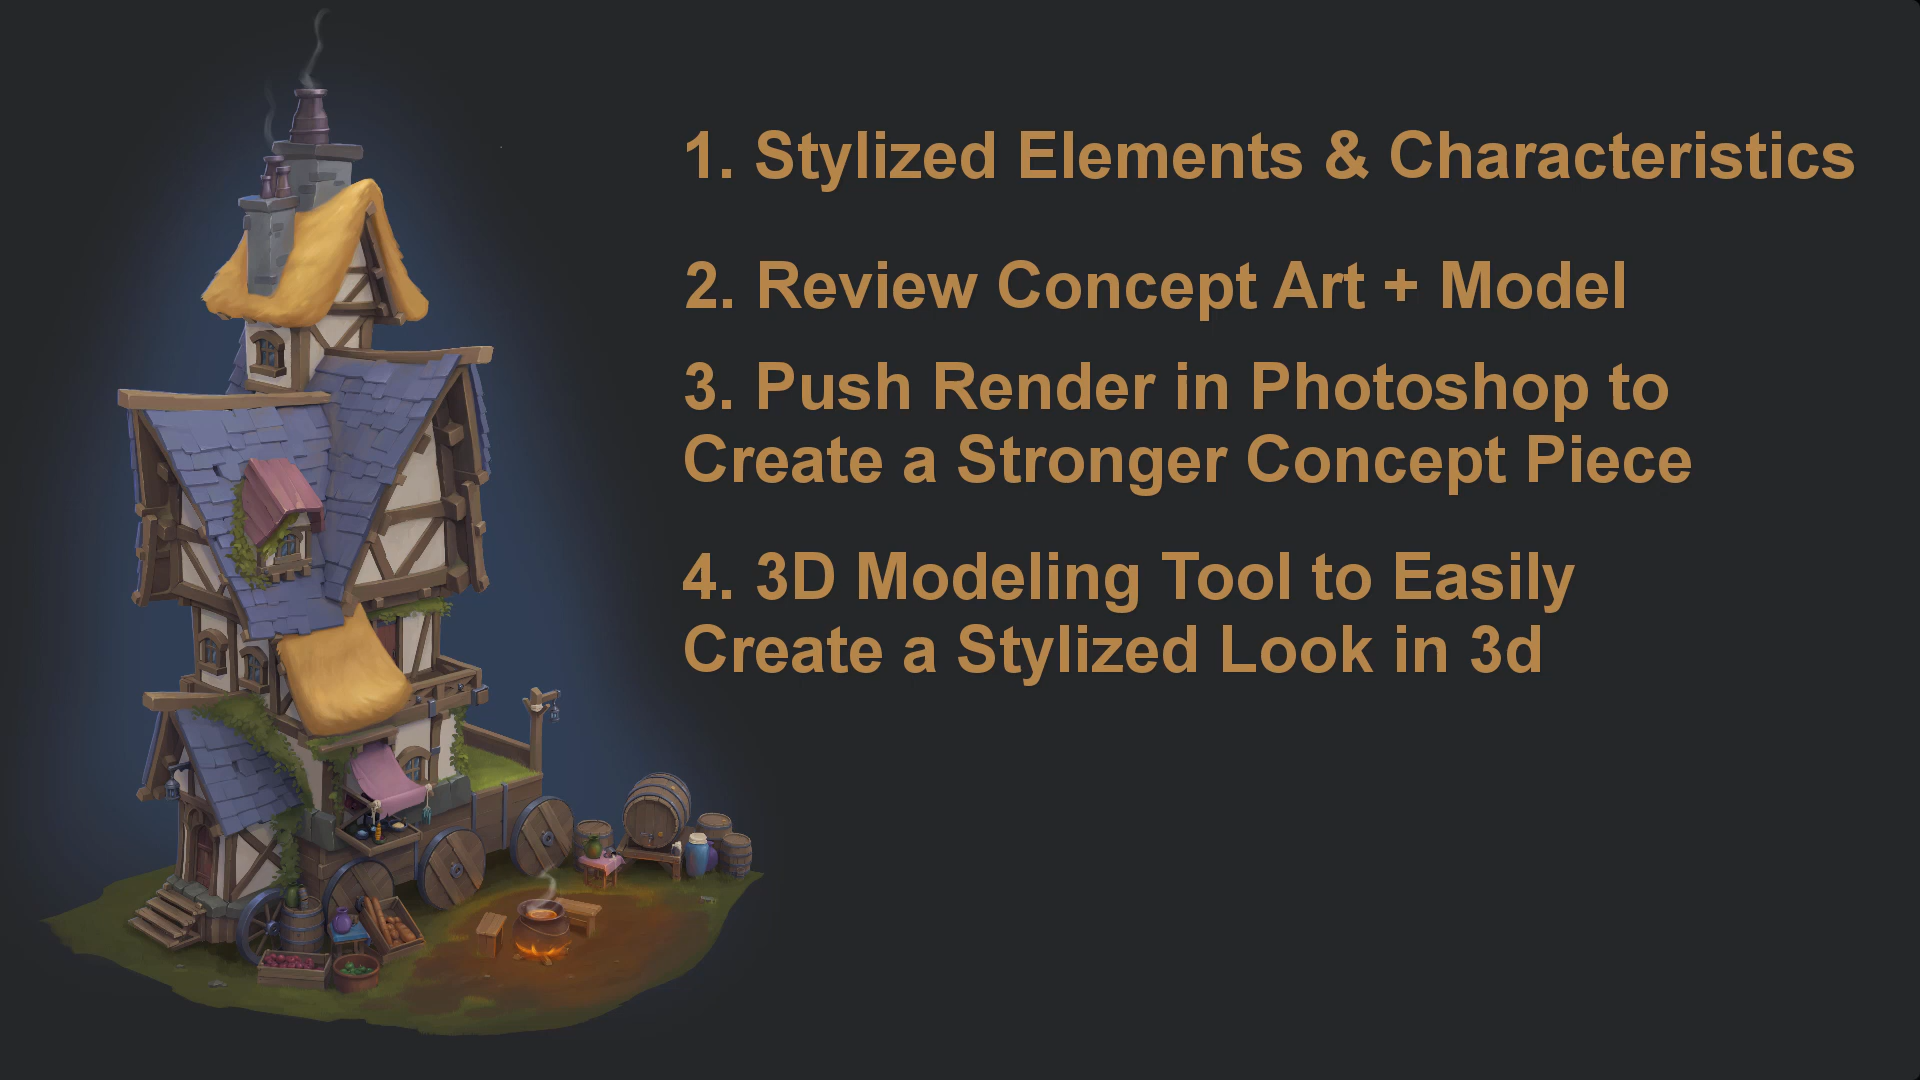 1. Stylized Elements & Characteristics
2. Review Concept Art + Model
3. Push Render in Photoshop to
Create a Stronger Concept Piece
4. 3D Modeling Tool to Easily
Create a Stylized Look in 3d